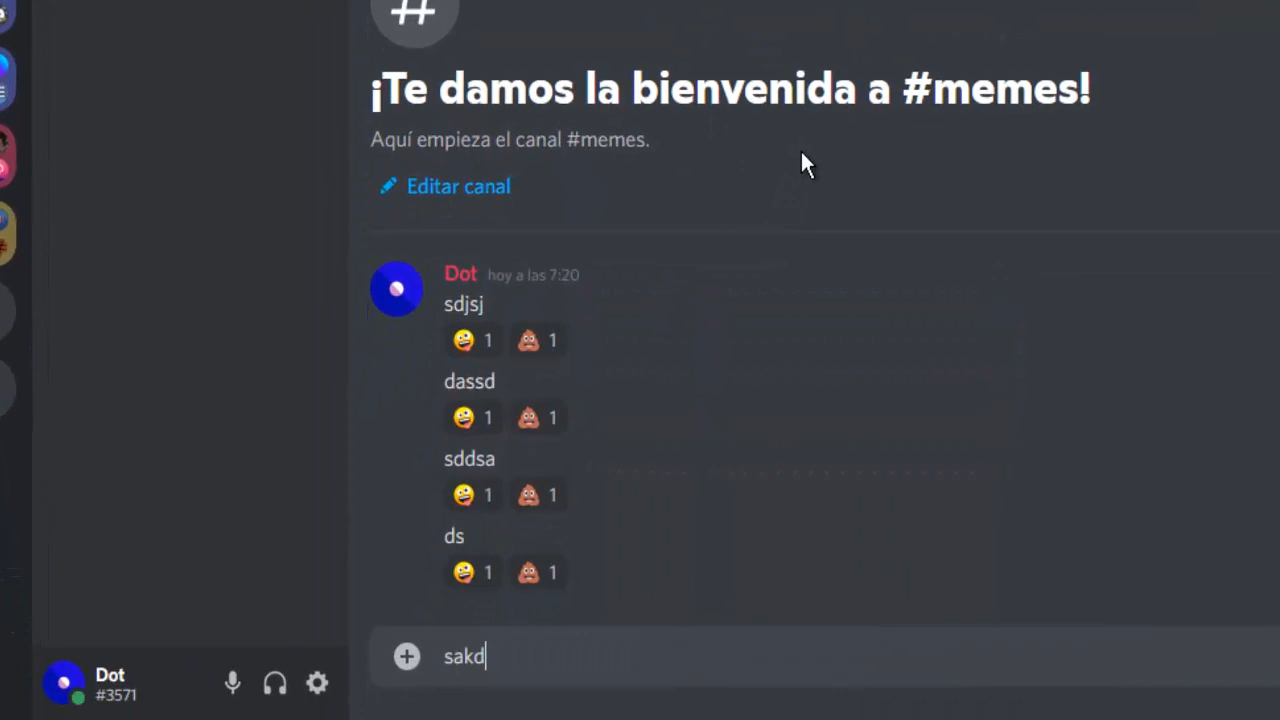 #
¡Te damos la bienvenida a #memes!
Aquí empieza el canal #memes.
Editar canal
Dot hoy a las 7:20
sdjsj
🤪 1 💩 1
dassd
🤪 1 💩 1
sddsa
🤪 1 💩 1
ds
🤪 1 💩 1
sakd
Dot
#3571